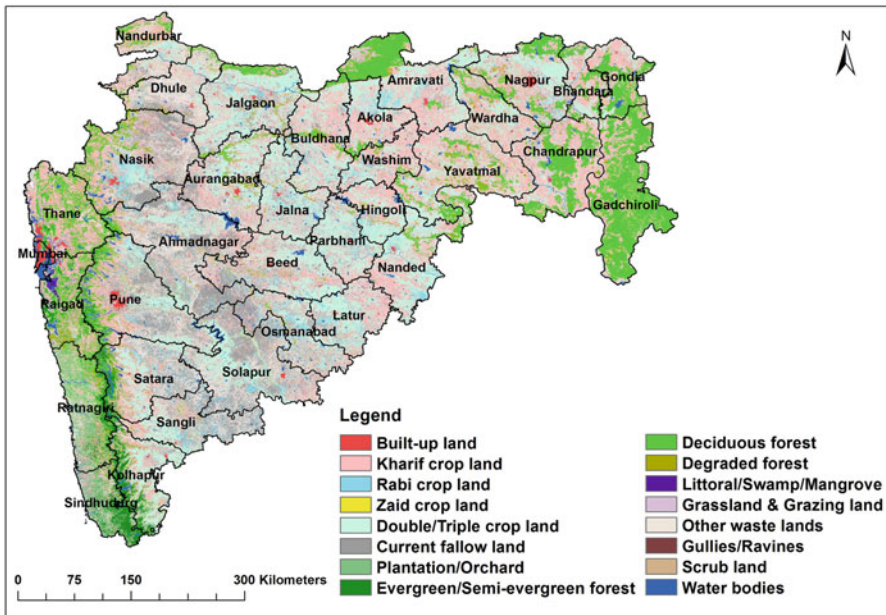 N
Nandurbar
Dhule
Jalgaon
Amravati
Nagpur
Gondia
Bhandara
Akola
Wardha
Buldhana
Chandrapur
Nasik
Washim
Yavatmal
Aurangabad
Jalna
Hingoli
Gadchiroli
Thane
Ahmadnagar
Parbhani
Mumbai
Beed
Nanded
Raigad
Pune
Latur
Osmanabad
Satara
Solapur
Ratnagiri
Sangli
Kolhapur
Sindhudurg
Legend
Built-up land
Kharif crop land
Rabi crop land
Zaid crop land
Double/Triple crop land
Current fallow land
Plantation/Orchard
Evergreen/Semi-evergreen forest
Deciduous forest
Degraded forest
Littoral/Swamp/Mangrove
Grassland & Grazing land
Other waste lands
Gullies/Ravines
Scrub land
Water bodies
0 75 150 300 Kilometers